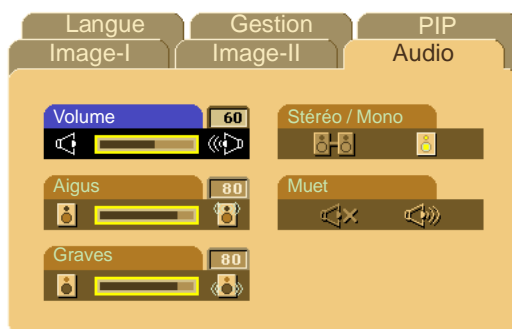 Langue Gestion PIP
Image-I Image-II Audio
Volume 60 Stéréo / Mono
Aigus 80 Muet
Graves 80